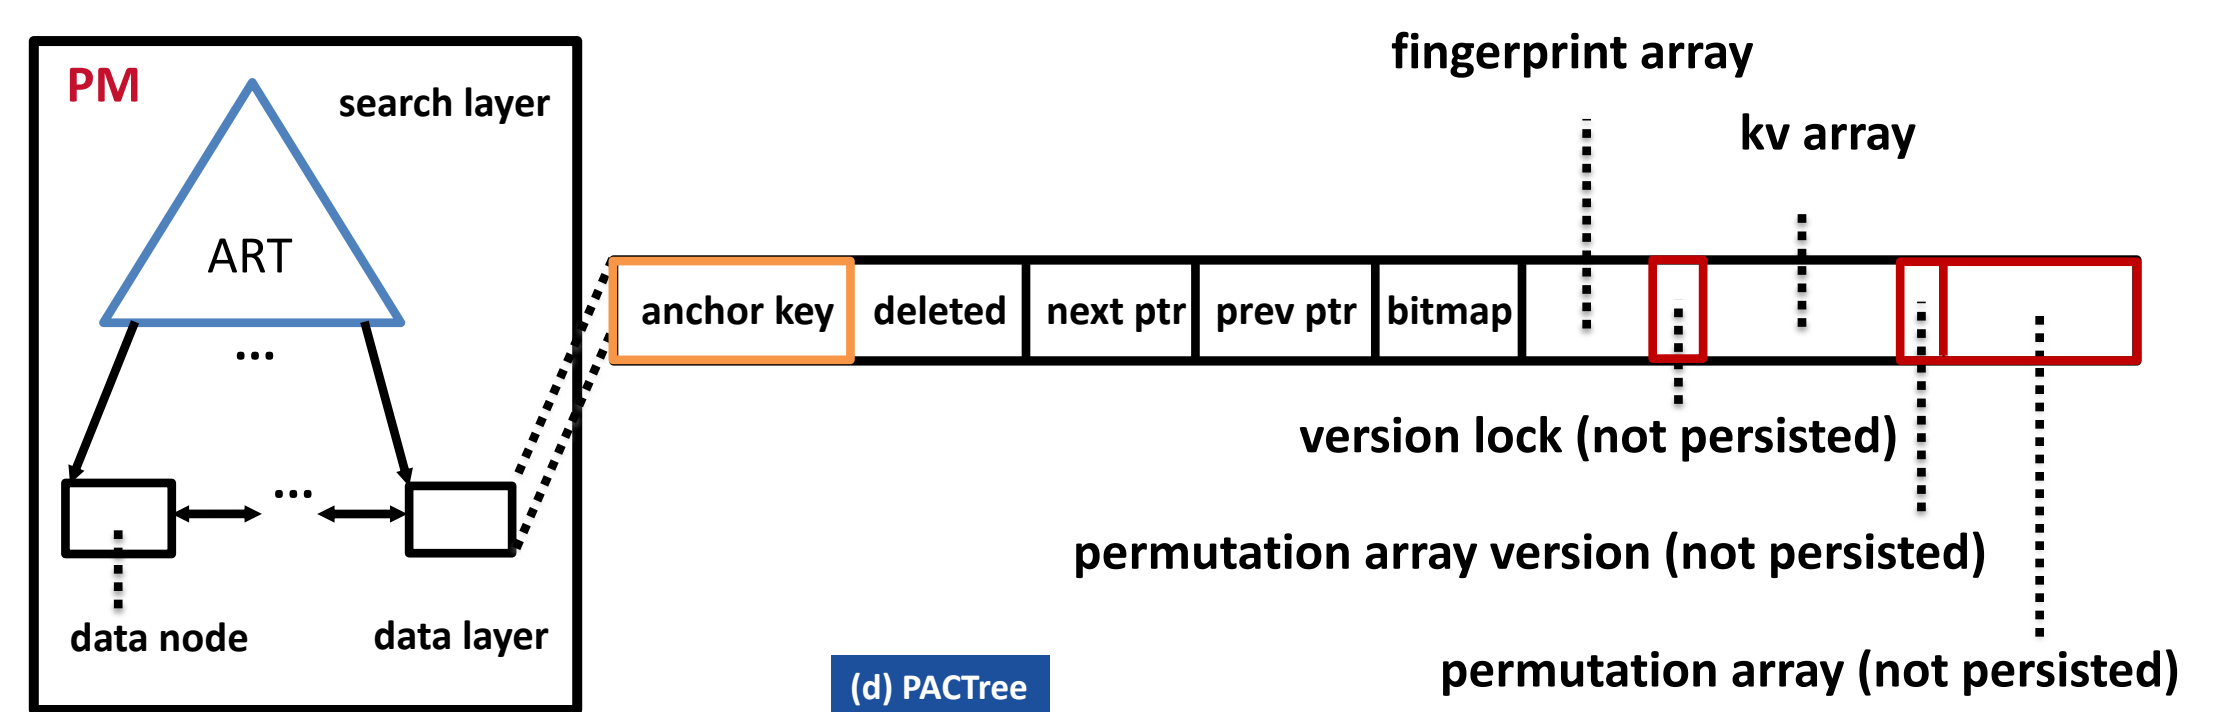 PM
search layer
ART
...
...
data node
data layer
fingerprint array
kv array
anchor key
deleted
next ptr
prev ptr
bitmap
version lock (not persisted)
permutation array version (not persisted)
permutation array (not persisted)
(d) PACTree